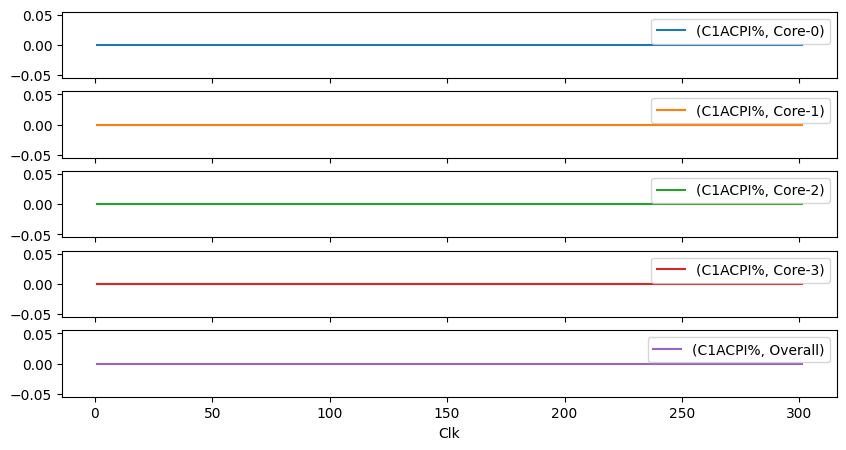 0.05
(C1ACPI%, Core-0)
0.00
−0.05
0.05
(C1ACPI%, Core-1)
0.00
−0.05
0.05
(C1ACPI%, Core-2)
0.00
−0.05
0.05
(C1ACPI%, Core-3)
0.00
−0.05
0.05
(C1ACPI%, Overall)
0.00
−0.05
0 50 100 150 200 250 300
Clk